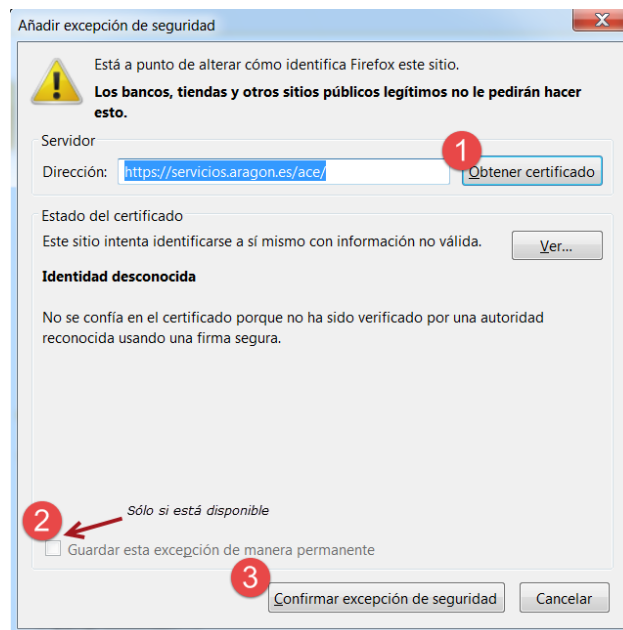 Añadir excepción de seguridad
X
Está a punto de alterar cómo identifica Firefox este sitio.
Los bancos, tiendas y otros sitios públicos legítimos no le pedirán hacer
esto.
Servidor
1
Dirección: https://servicios.aragon.es/ace/ Obtener certificado
Estado del certificado
Este sitio intenta identificarse a sí mismo con información no válida. Ver...
Identidad desconocida
No se confía en el certificado porque no ha sido verificado por una autoridad
reconocida usando una firma segura.
Sólo si está disponible
2
Guardar esta excepción de manera permanente
3
Confirmar excepción de seguridad Cancelar